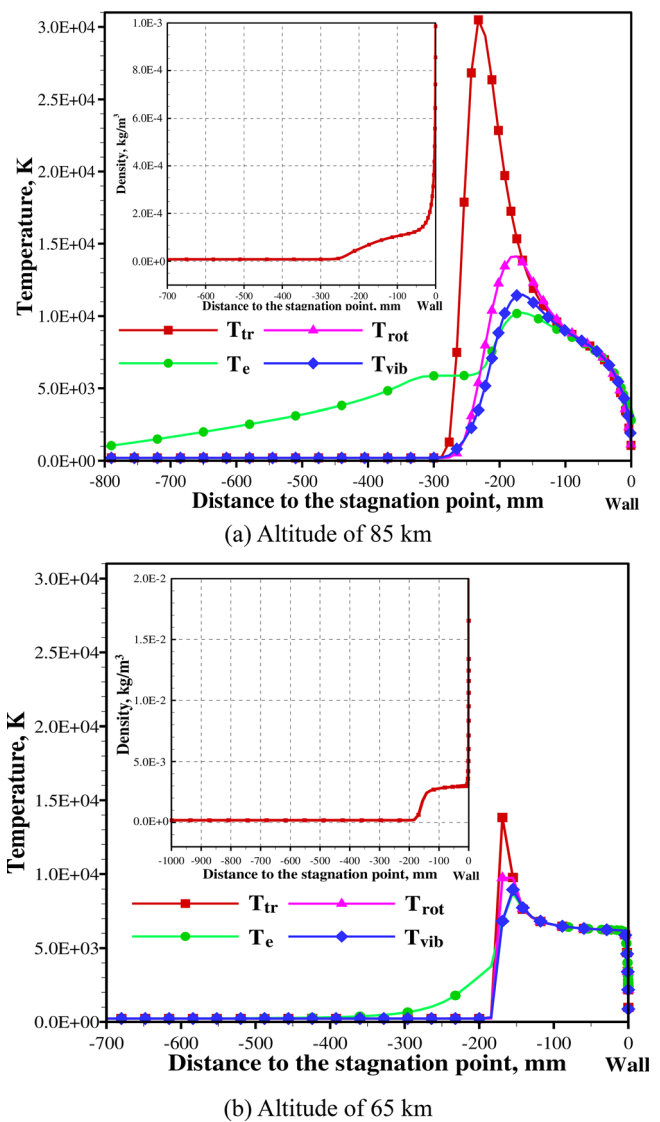 3.0E+04
2.5E+04
2.0E+04
1.5E+04
1.0E+04
5.0E+03
0.0E+00
Temperature, K
1.0E-3
8.0E-4
6.0E-4
4.0E-4
2.0E-4
0.0E+0
Density, kg/m³
-700 -600 -500 -400 -300 -200 -100 0
Distance to the stagnation point, mm Wall
T_tr T_rot
T_e T_vib
-800 -700 -600 -500 -400 -300 -200 -100 0
Distance to the stagnation point, mm Wall
(a) Altitude of 85 km
3.0E+04
2.5E+04
2.0E+04
1.5E+04
1.0E+04
5.0E+03
0.0E+00
Temperature, K
2.0E-2
1.5E-2
1.0E-2
5.0E-3
0.0E+0
Density, kg/m³
-1000 -900 -800 -700 -600 -500 -400 -300 -200 -100 0
Distance to the stagnation point, mm Wall
T_tr T_rot
T_e T_vib
-700 -600 -500 -400 -300 -200 -100 0
Distance to the stagnation point, mm Wall
(b) Altitude of 65 km